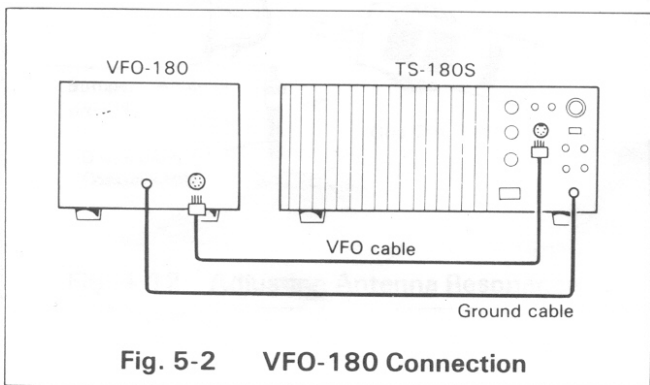 VFO-180
TS-180S
VFO cable
Ground cable
Fig. 5-2 VFO-180 Connection